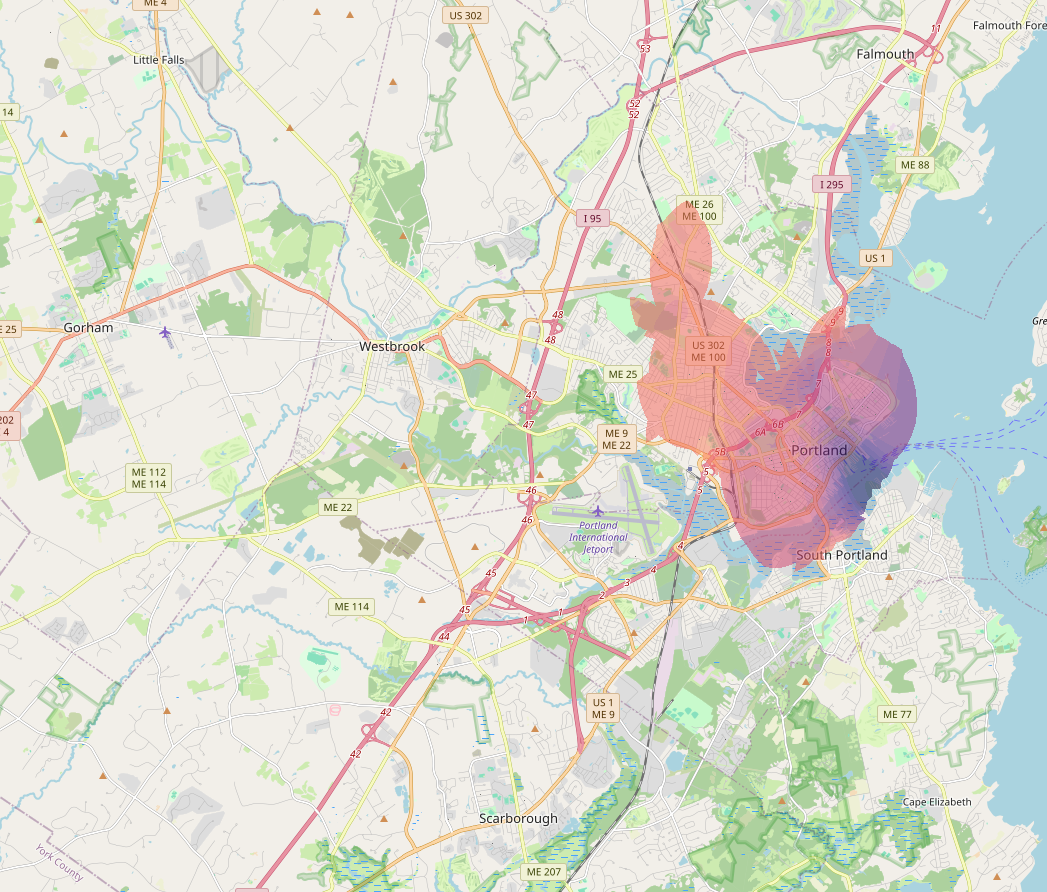 ME 4
US 302
11
Falmouth Fore
53
Falmouth
Little Falls
52
52
14
ME 88
I 295
ME 26
ME 100
I 95
US 1
9
9
48
48
Gre
E 25
Gorham
8
8
Westbrook
US 302
ME 100
ME 25
7
47
47
7
202
4
6B
6A
ME 9
ME 22
5B
Portland
5
5
ME 112
ME 114
46
ME 22
46
Portland
International
Jetport
4
South Portland
4
45
3
2
ME 114
45
1
1
44
US 1
ME 9
42
ME 77
42
Cape Elizabeth
Scarborough
York County
ME 207